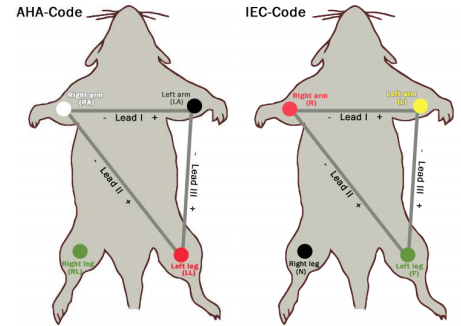 AHA-Code
IEC-Code
Right arm
(RA)
Left arm
(LA)
- Lead I +
- Lead II +
- Lead III +
Right leg
(RL)
Left leg
(LL)
Right arm
(R)
Left arm
(L)
- Lead I +
- Lead II +
- Lead III +
Right leg
(N)
Left leg
(F)